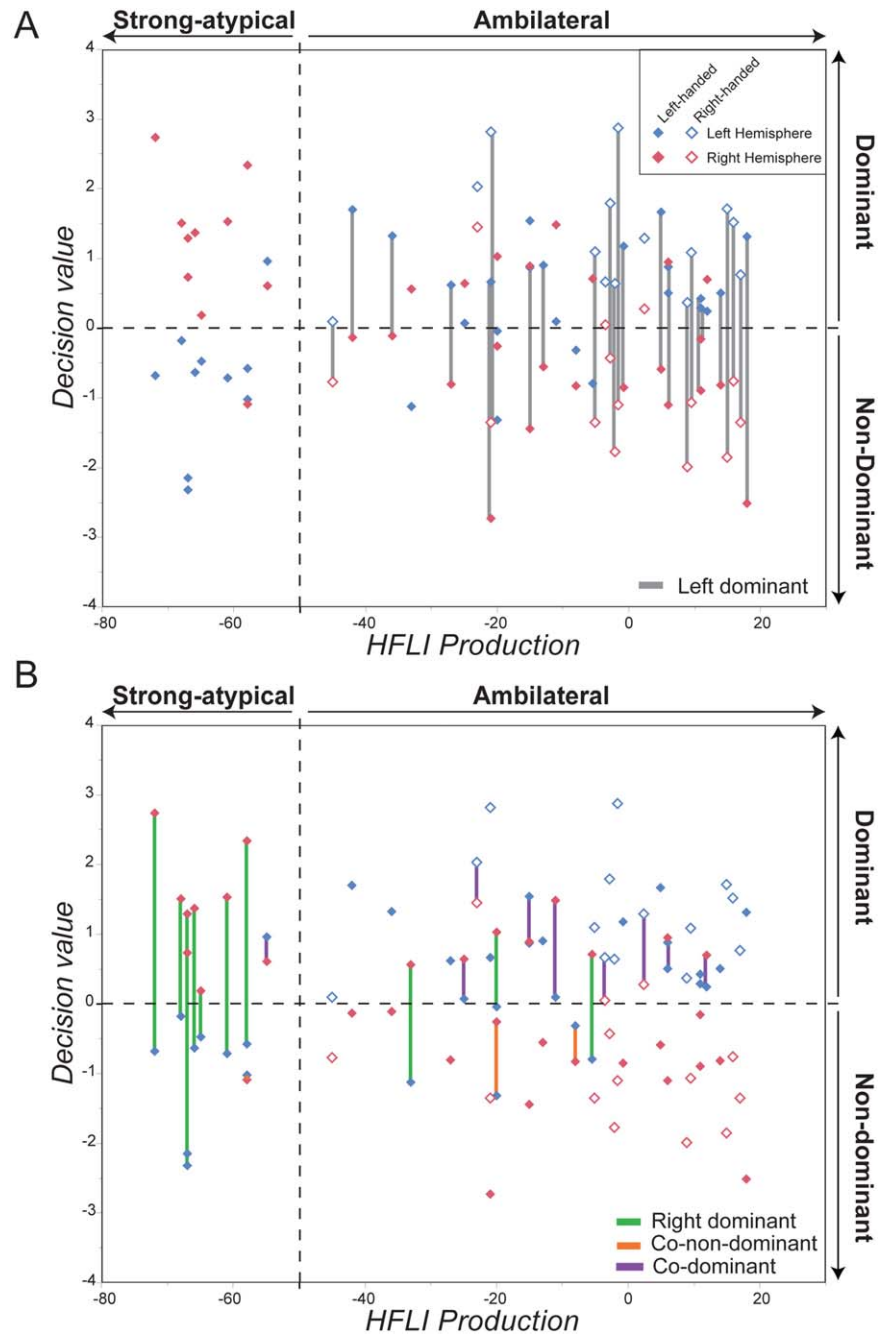 A
Strong-atypical
Ambilateral
4
3
2
1
0
-1
-2
-3
-4
Decision value
Left-handed
Right-handed
Left Hemisphere
Right Hemisphere
Dominant
Non-Dominant
Left dominant
-80
-60
-40
-20
0
20
HFLI Production
B
Strong-atypical
Ambilateral
4
3
2
1
0
-1
-2
-3
-4
Decision value
Dominant
Non-dominant
Right dominant
Co-non-dominant
Co-dominant
-80
-60
-40
-20
0
20
HFLI Production